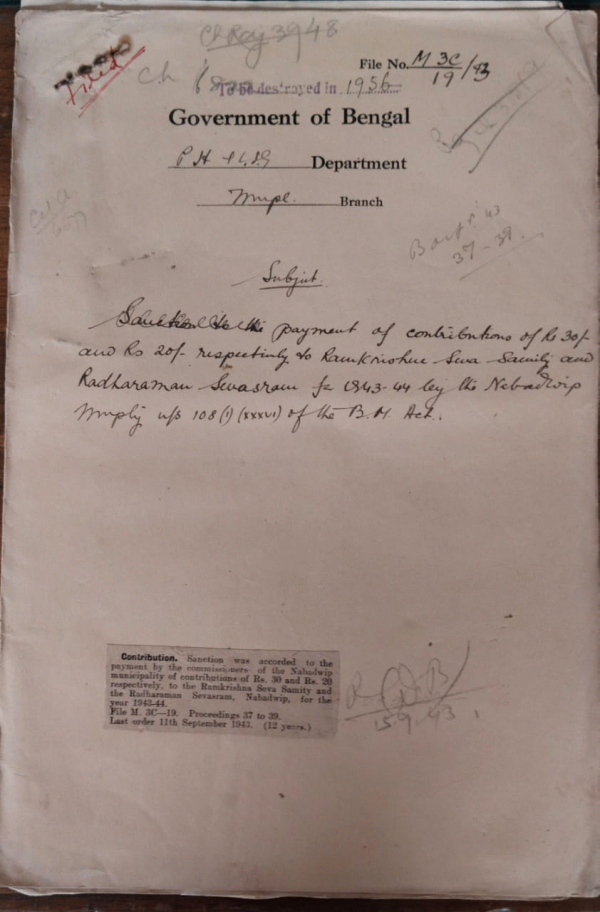 3948
File No. M 3C/19/43
Filed
Ch
To be destroyed in 1956
Government of Bengal
P H & L.S.G Department
Mupl. Branch
37-39.
Subject.
Sanction to the payment of contributions of Rs 30/-
and Rs 20/- respectively to Ramkrishna Seva Samity and
Radharaman Sevasram for 1943-44 by the Nabadwip
Muply u/s 108(1)(xxxvi) of the B.M. Act.
Contribution. Sanction was accorded to the
payment by the commissioners of the Nabadwip
municipality of contributions of Rs. 30 and Rs. 20
respectively, to the Ramkrishna Seva Samity and
the Radharaman Sevasram, Nabadwip, for the
year 1943-44.
File M. 3C—19. Proceedings 37 to 39.
Last order 11th September 1943. (12 years.)
15.9.43.